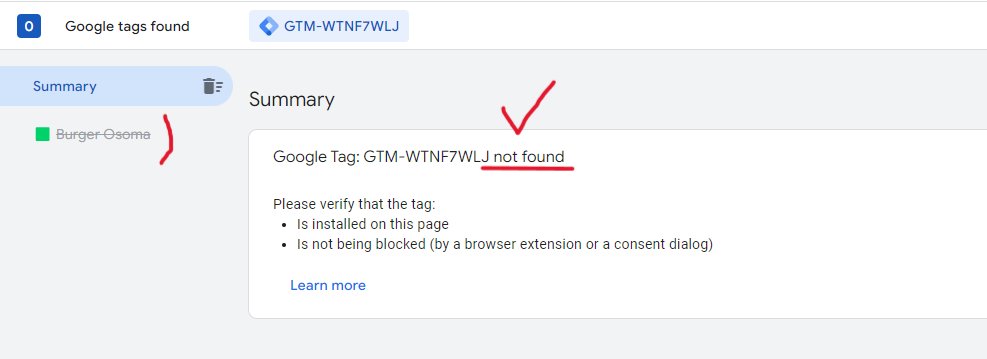 0 Google tags found GTM-WTNF7WLJ
Summary
Burger Osoma
Summary
Google Tag: GTM-WTNF7WLJ not found
Please verify that the tag:
• Is installed on this page
• Is not being blocked (by a browser extension or a consent dialog)
Learn more